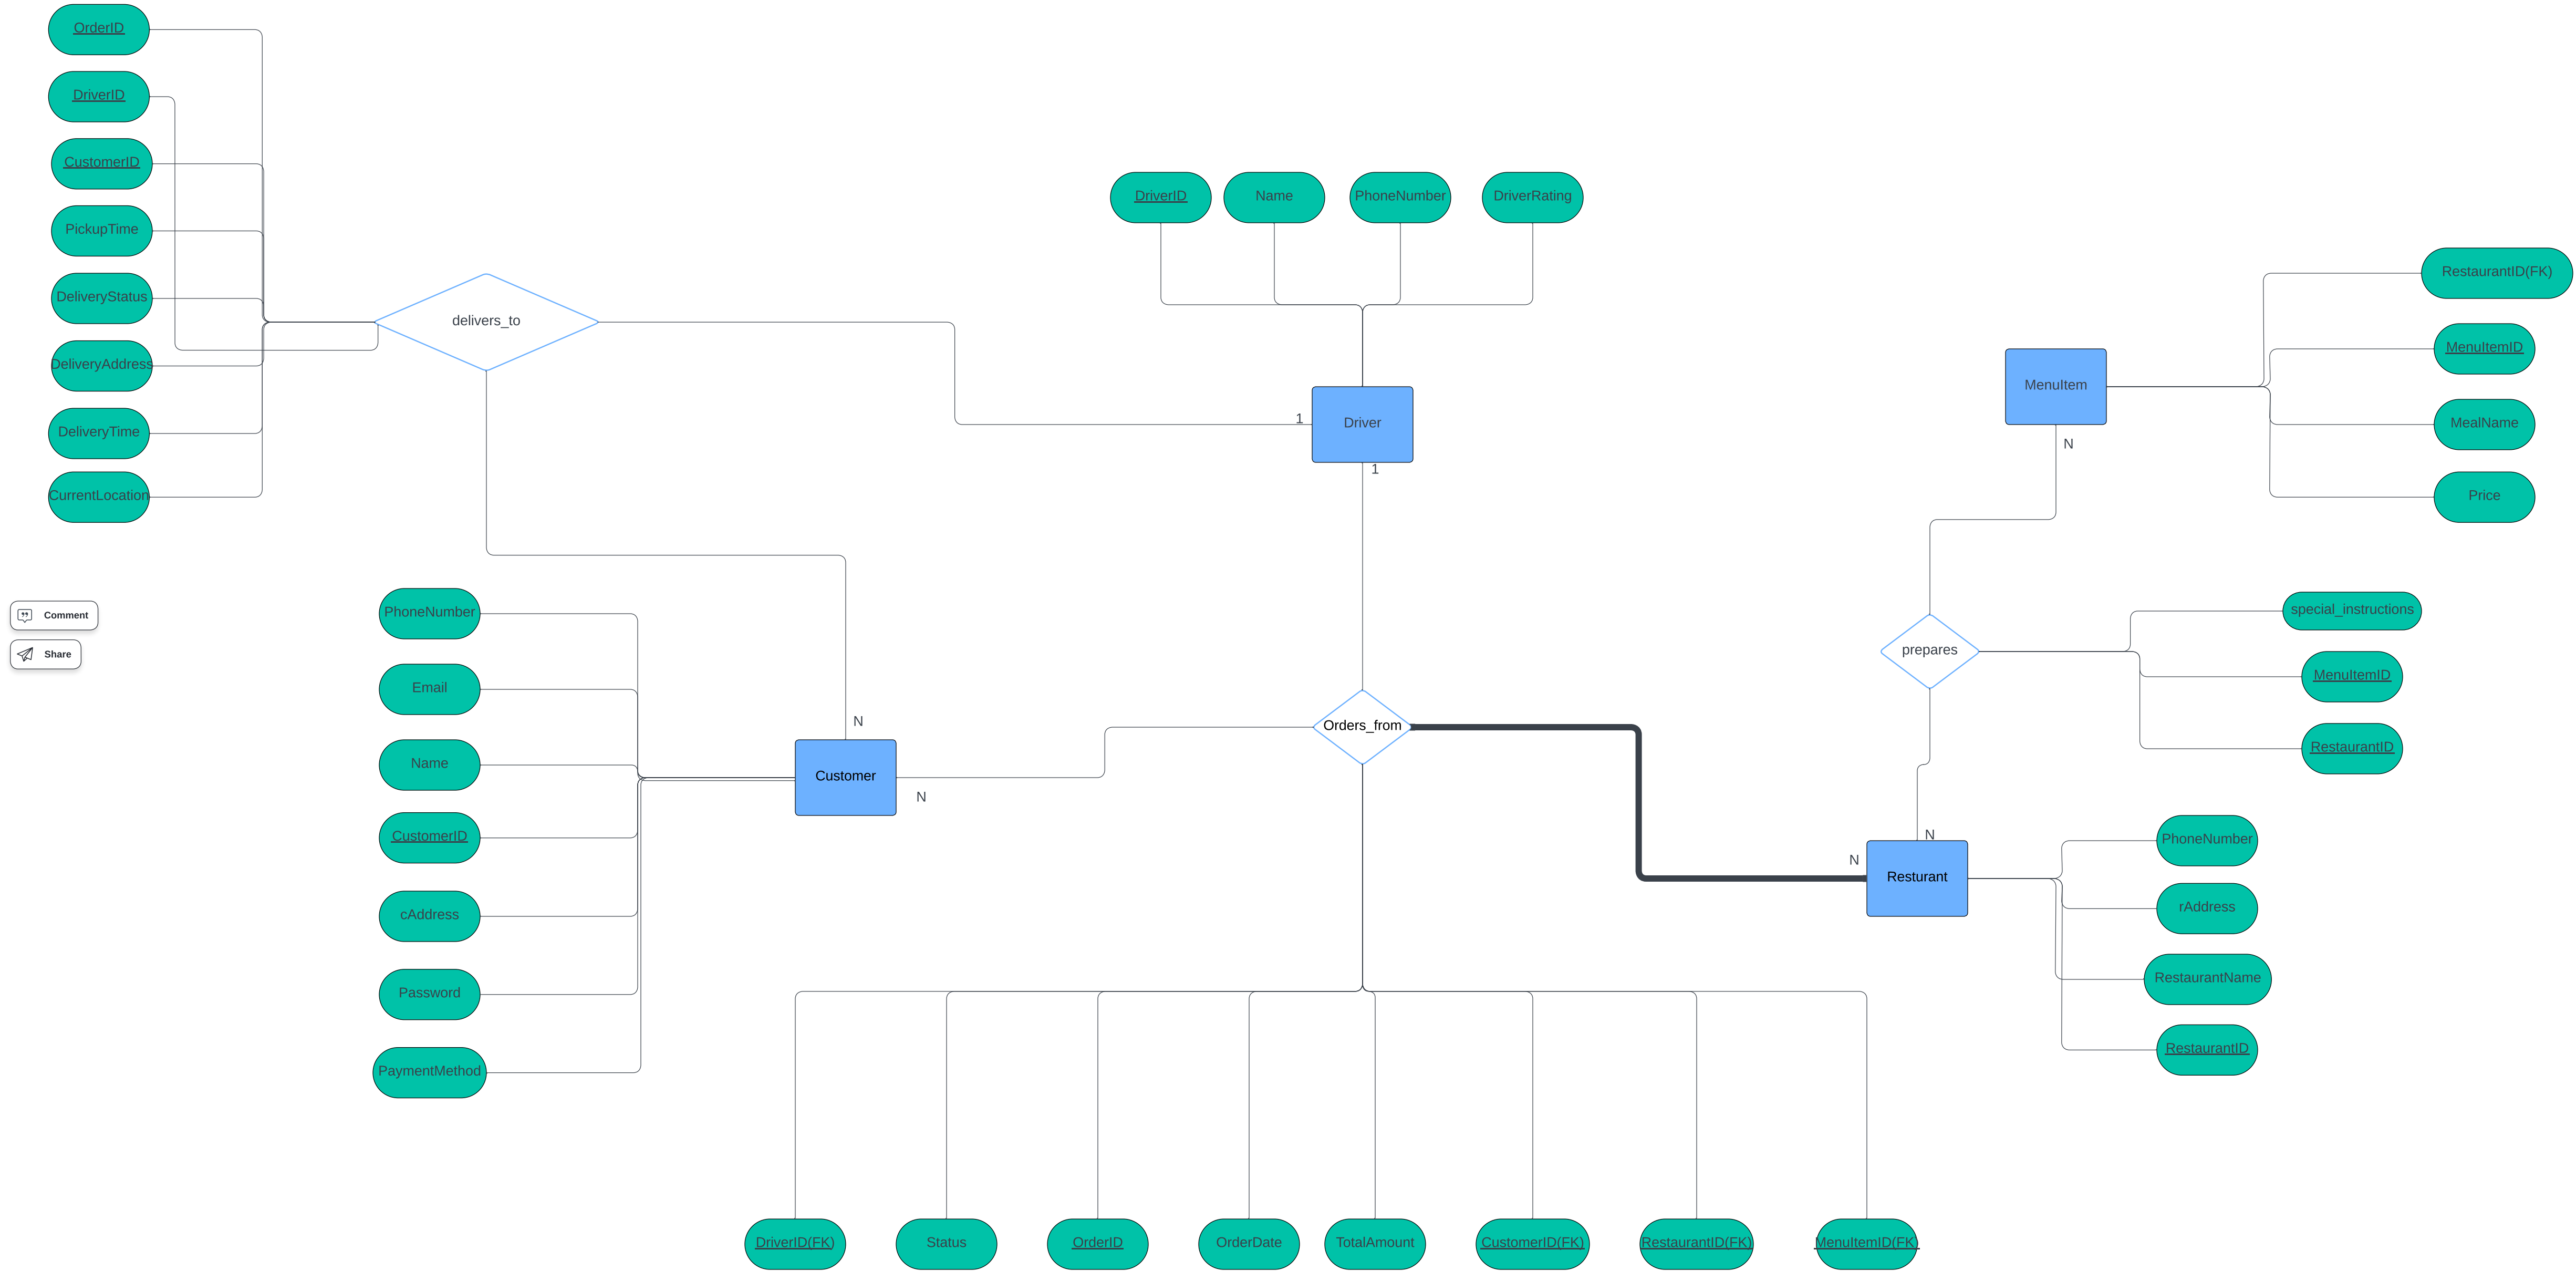 OrderID
DriverID
CustomerID
PickupTime
DeliveryStatus
DeliveryAddress
DeliveryTime
CurrentLocation
delivers_to
DriverID
Name
PhoneNumber
DriverRating
1
Driver
1
MenuItem
N
RestaurantID(FK)
MenuItemID
MealName
Price
Comment
Share
PhoneNumber
Email
Name
CustomerID
cAddress
Password
PaymentMethod
N
Customer
N
Orders_from
prepares
special_instructions
MenuItemID
RestaurantID
N
N
Resturant
PhoneNumber
rAddress
RestaurantName
RestaurantID
DriverID(FK)
Status
OrderID
OrderDate
TotalAmount
CustomerID(FK)
RestaurantID(FK)
MenuItemID(FK)